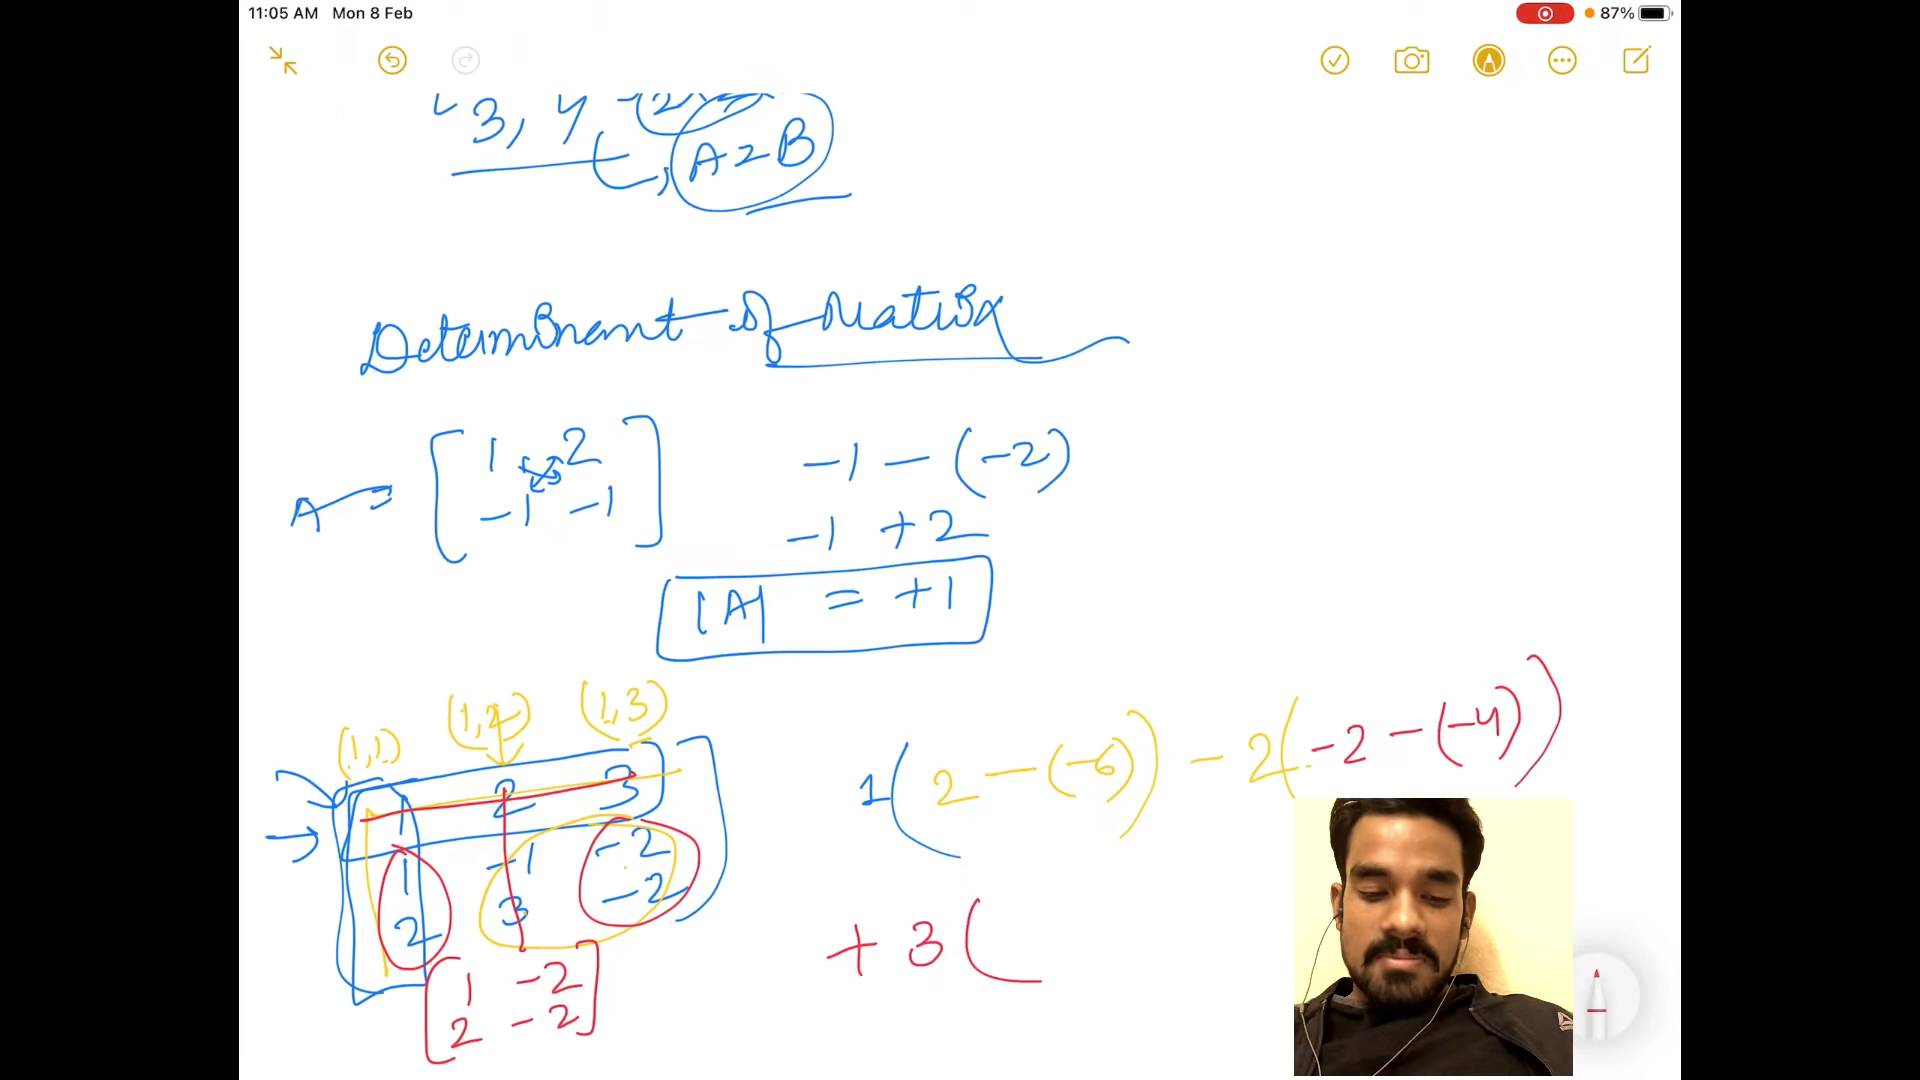 11:05 AM Mon 8 Feb
87%
3, 4
, A = B
Determinant of Matrix
A = [ 1 2
-1 -1 ]
-1 - (-2)
-1 + 2
|A| = +1
(1,1) (1,2) (1,3)
1 2 3
1 -1 -2
2 3 -2
1 -2
2 -2
1( 2 - (-6) ) - 2( -2 - (-4) )
+ 3 (